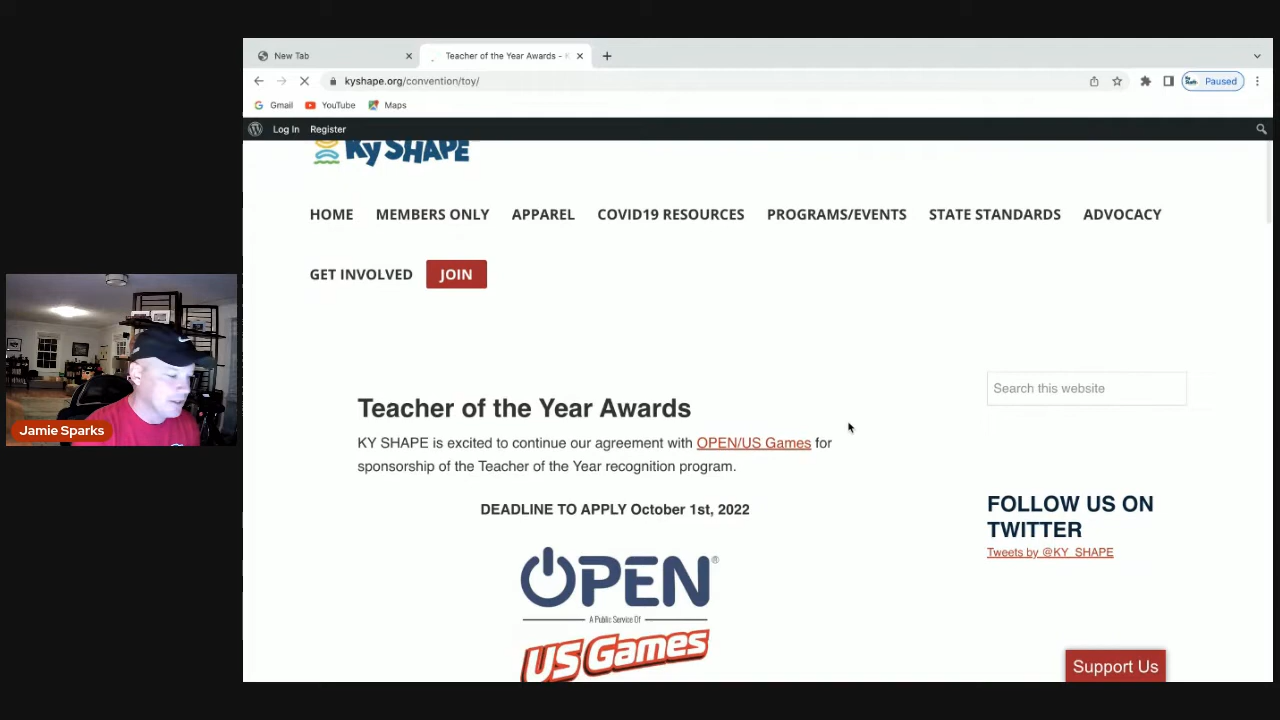 New Tab
Teacher of the Year Awards - K
kyshape.org/convention/toy/
Paused
Gmail
YouTube
Maps
Log In
Register
Ky SHAPE
HOME
MEMBERS ONLY
APPAREL
COVID19 RESOURCES
PROGRAMS/EVENTS
STATE STANDARDS
ADVOCACY
GET INVOLVED
JOIN
Search this website
Teacher of the Year Awards
KY SHAPE is excited to continue our agreement with OPEN/US Games for
sponsorship of the Teacher of the Year recognition program.
DEADLINE TO APPLY October 1st, 2022
FOLLOW US ON
TWITTER
Tweets by @KY_SHAPE
OPEN®
A Public Service Of
US Games
Support Us
Jamie Sparks